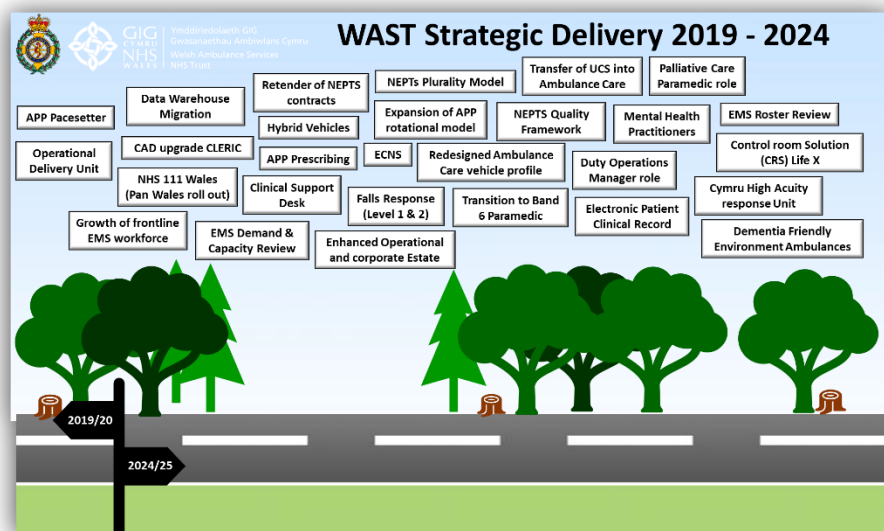 GIG
CYMRU
NHS
WALES
Ymddiriedolaeth GIG
Gwasanaethau Ambiwlans Cymru
Welsh Ambulance Services
NHS Trust
WAST Strategic Delivery 2019 - 2024
APP Pacesetter
Data Warehouse
Migration
Retender of NEPTS
contracts
NEPTs Plurality Model
Transfer of UCS into
Ambulance Care
Palliative Care
Paramedic role
Operational
Delivery Unit
CAD upgrade CLERIC
Hybrid Vehicles
Expansion of APP
rotational model
NEPTS Quality
Framework
Mental Health
Practitioners
EMS Roster Review
NHS 111 Wales
(Pan Wales roll out)
APP Prescribing
ECNS
Redesigned Ambulance
Care vehicle profile
Duty Operations
Manager role
Control room Solution
(CRS) Life X
Growth of frontline
EMS workforce
Clinical Support
Desk
Falls Response
(Level 1 & 2)
Transition to Band
6 Paramedic
Electronic Patient
Clinical Record
Cymru High Acuity
response Unit
EMS Demand &
Capacity Review
Enhanced Operational
and corporate Estate
Dementia Friendly
Environment Ambulances
2019/20
2024/25